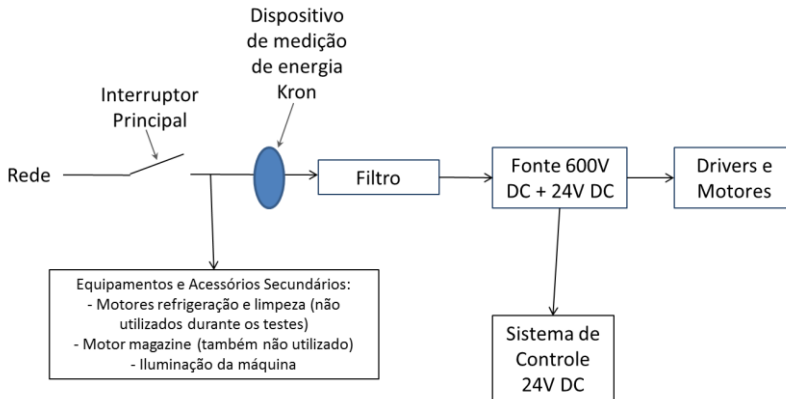 Dispositivo
de medição
de energia
Kron
Interruptor
Principal
Rede
Filtro
Fonte 600V
DC + 24V DC
Drivers e
Motores
Equipamentos e Acessórios Secundários:
- Motores refrigeração e limpeza (não
utilizados durante os testes)
- Motor magazine (também não utilizado)
- Iluminação da máquina
Sistema de
Controle
24V DC